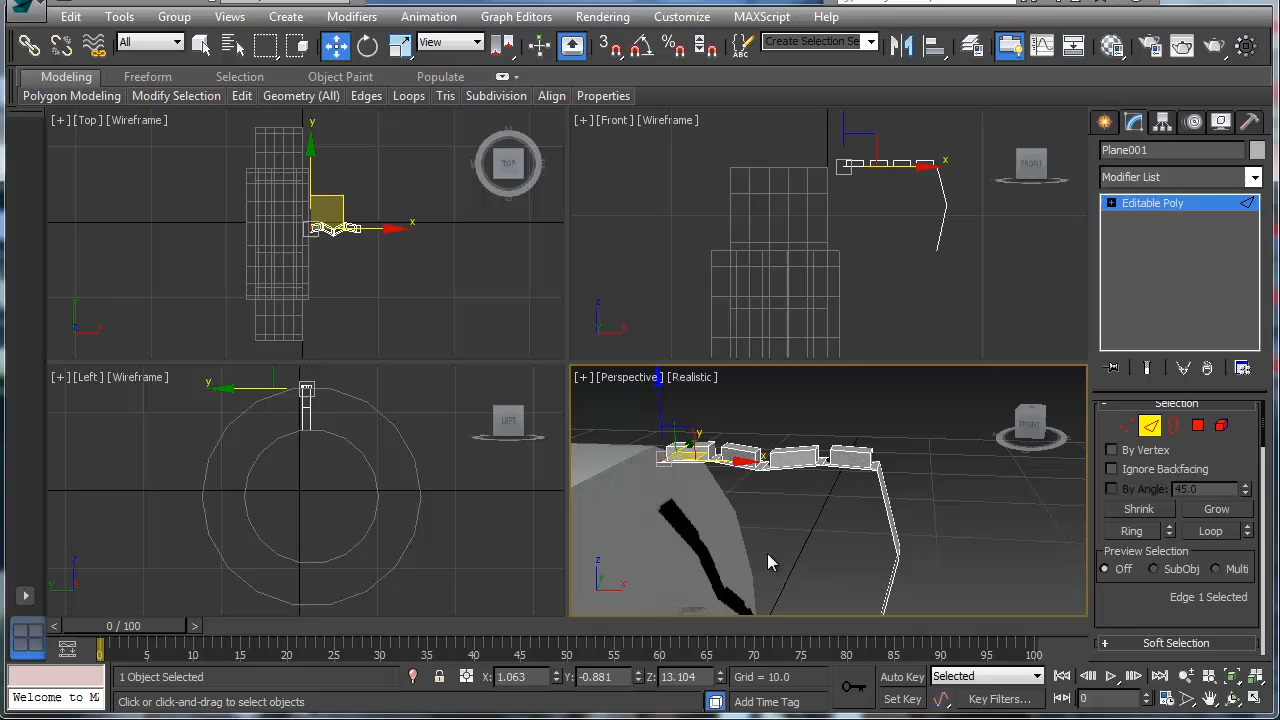 Edit Tools Group Views Create Modifiers Animation Graph Editors Rendering Customize MAXScript Help
All View Create Selection Se
Modeling Freeform Selection Object Paint Populate
Polygon Modeling Modify Selection Edit Geometry (All) Edges Loops Tris Subdivision Align Properties
[+] [Top] [Wireframe]
y
TOP
x
[+] [Front] [Wireframe]
x
FRONT
z
x
[+] [Left] [Wireframe]
y
LEFT
z
[+] [Perspective] [Realistic]
y
x
FRONT
z
x
Plane001
Modifier List
Editable Poly
Selection
By Vertex
Ignore Backfacing
By Angle: 45.0
Shrink Grow
Ring Loop
Preview Selection
Off SubObj Multi
Edge 1 Selected
Soft Selection
0 / 100
0 5 10 15 20 25 30 35 40 45 50 55 60 65 70 75 80 85 90 95 100
1 Object Selected X: 1.063 Y: -0.881 Z: 13.104 Grid = 10.0 Auto Key Selected
Welcome to M
Click or click-and-drag to select objects Add Time Tag Set Key Key Filters... 0